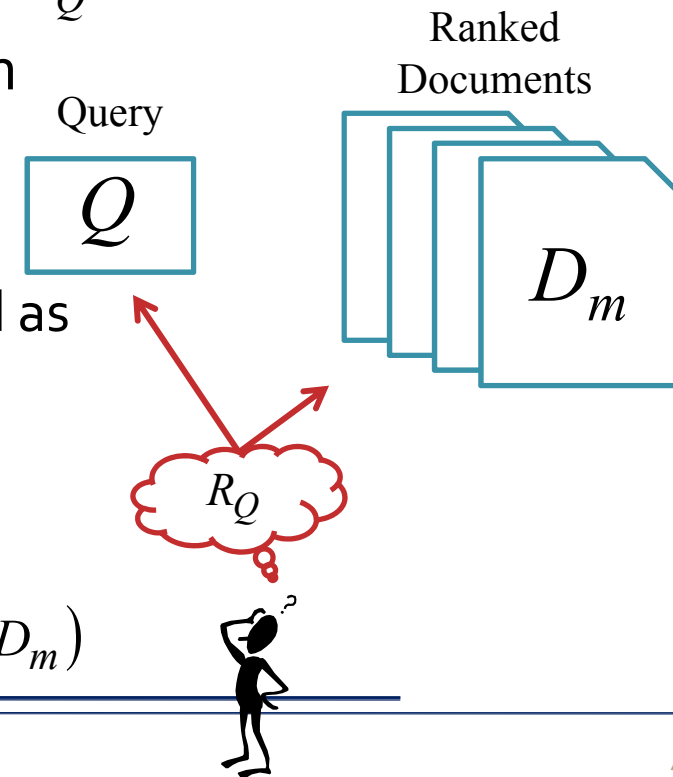 Q
Ranked
Documents
n
Query
Q
D_m
as
R_Q
?
D_m)